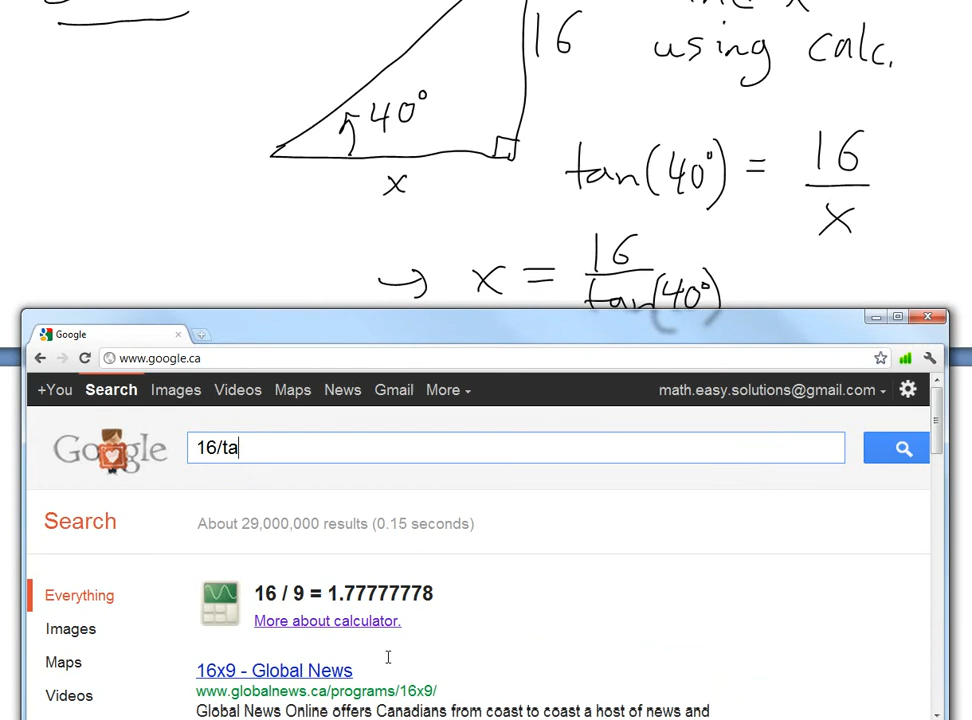 16
using calc.
40°
x
tan(40°) = 16/x
→ x = 16/tan(40°)
Google
www.google.ca
+You Search Images Videos Maps News Gmail More math.easy.solutions@gmail.com
Google 16/ta
Search About 29,000,000 results (0.15 seconds)
Everything
16 / 9 = 1.77777778
More about calculator.
Images
Maps
16x9 - Global News
www.globalnews.ca/programs/16x9/
Videos
Global News Online offers Canadians from coast to coast a host of news and